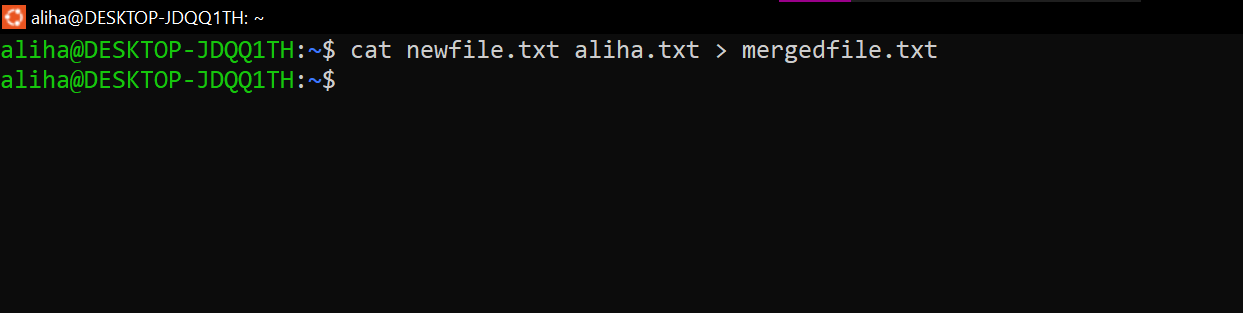 aliha@DESKTOP-JDQQ1TH: ~
aliha@DESKTOP-JDQQ1TH:~$ cat newfile.txt aliha.txt > mergedfile.txt
aliha@DESKTOP-JDQQ1TH:~$